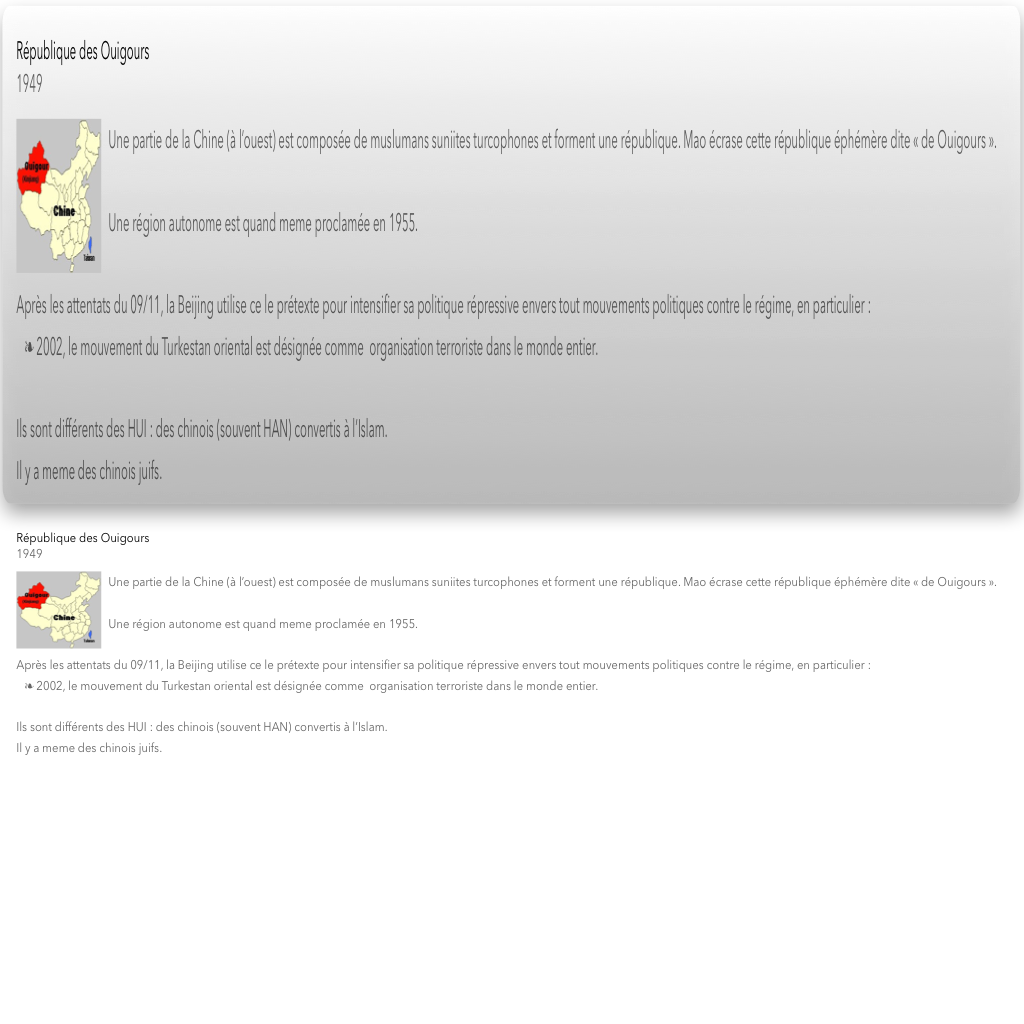 République des Ouigours
1949
Ouigour
(Xinjiang)
Chine
Taiwan
Une partie de la Chine (à l’ouest) est composée de muslumans suniites turcophones et forment une république. Mao écrase cette république éphémère dite « de Ouigours ».
Une région autonome est quand meme proclamée en 1955.
Après les attentats du 09/11, la Beijing utilise ce le prétexte pour intensifier sa politique répressive envers tout mouvements politiques contre le régime, en particulier :
❧ 2002, le mouvement du Turkestan oriental est désignée comme  organisation terroriste dans le monde entier.
Ils sont différents des HUI : des chinois (souvent HAN) convertis à l’Islam.
Il y a meme des chinois juifs.
République des Ouigours
1949
Ouigour
Chine
Taiwan
Une partie de la Chine (à l’ouest) est composée de muslumans suniites turcophones et forment une république. Mao écrase cette république éphémère dite « de Ouigours ».
Une région autonome est quand meme proclamée en 1955.
Après les attentats du 09/11, la Beijing utilise ce le prétexte pour intensifier sa politique répressive envers tout mouvements politiques contre le régime, en particulier :
❧ 2002, le mouvement du Turkestan oriental est désignée comme  organisation terroriste dans le monde entier.
Ils sont différents des HUI : des chinois (souvent HAN) convertis à l’Islam.
Il y a meme des chinois juifs.